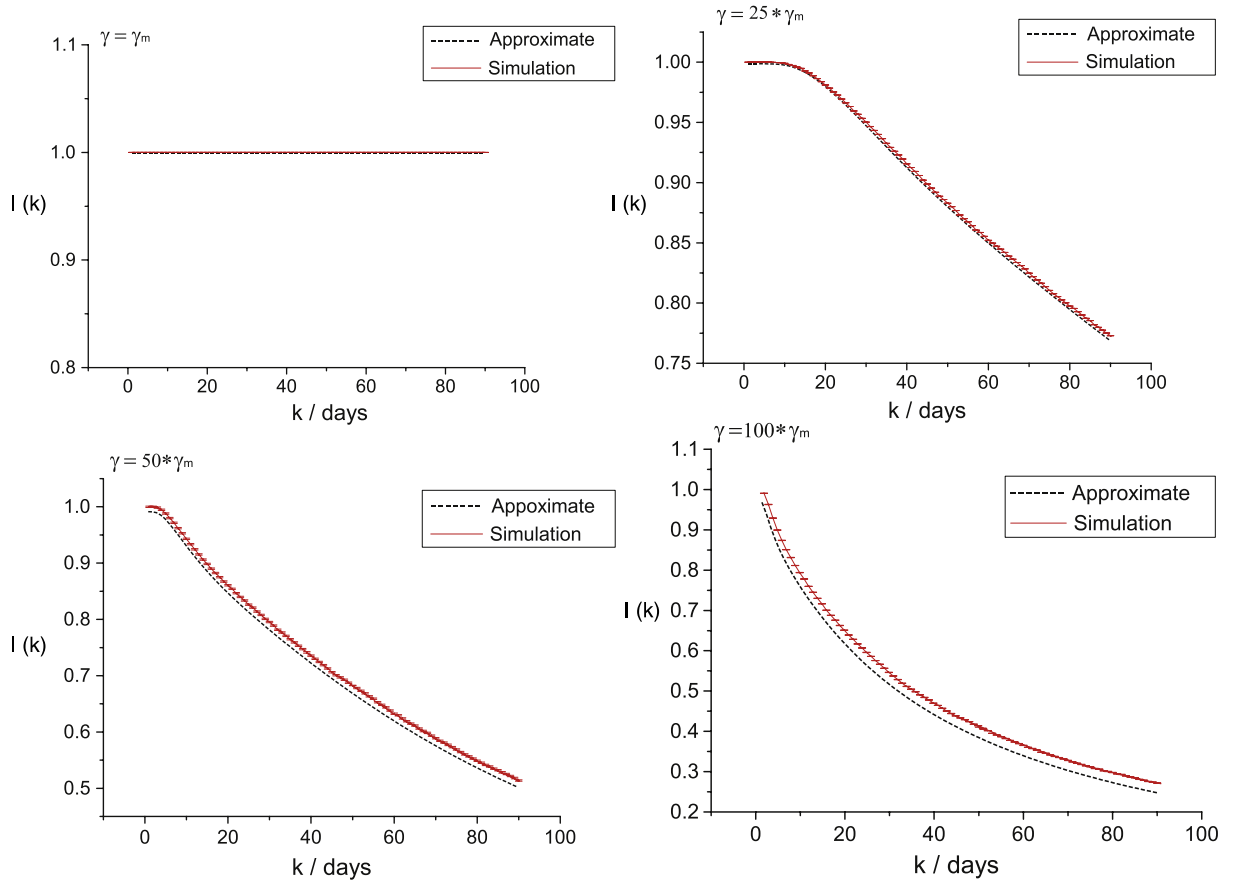 γ = γm
Approximate
Simulation
1.1
1.0
0.9
0.8
I (k)
0 20 40 60 80 100
k / days
γ = 25* γm
Approximate
Simulation
1.00
0.95
0.90
0.85
0.80
0.75
I (k)
0 20 40 60 80 100
k / days
γ = 50* γm
Appoximate
Simulation
1.0
0.9
0.8
0.7
0.6
0.5
I (k)
0 20 40 60 80 100
k / days
γ =100* γm
Approximate
Simulation
1.1
1.0
0.9
0.8
0.7
0.6
0.5
0.4
0.3
0.2
I (k)
0 20 40 60 80 100
k / days